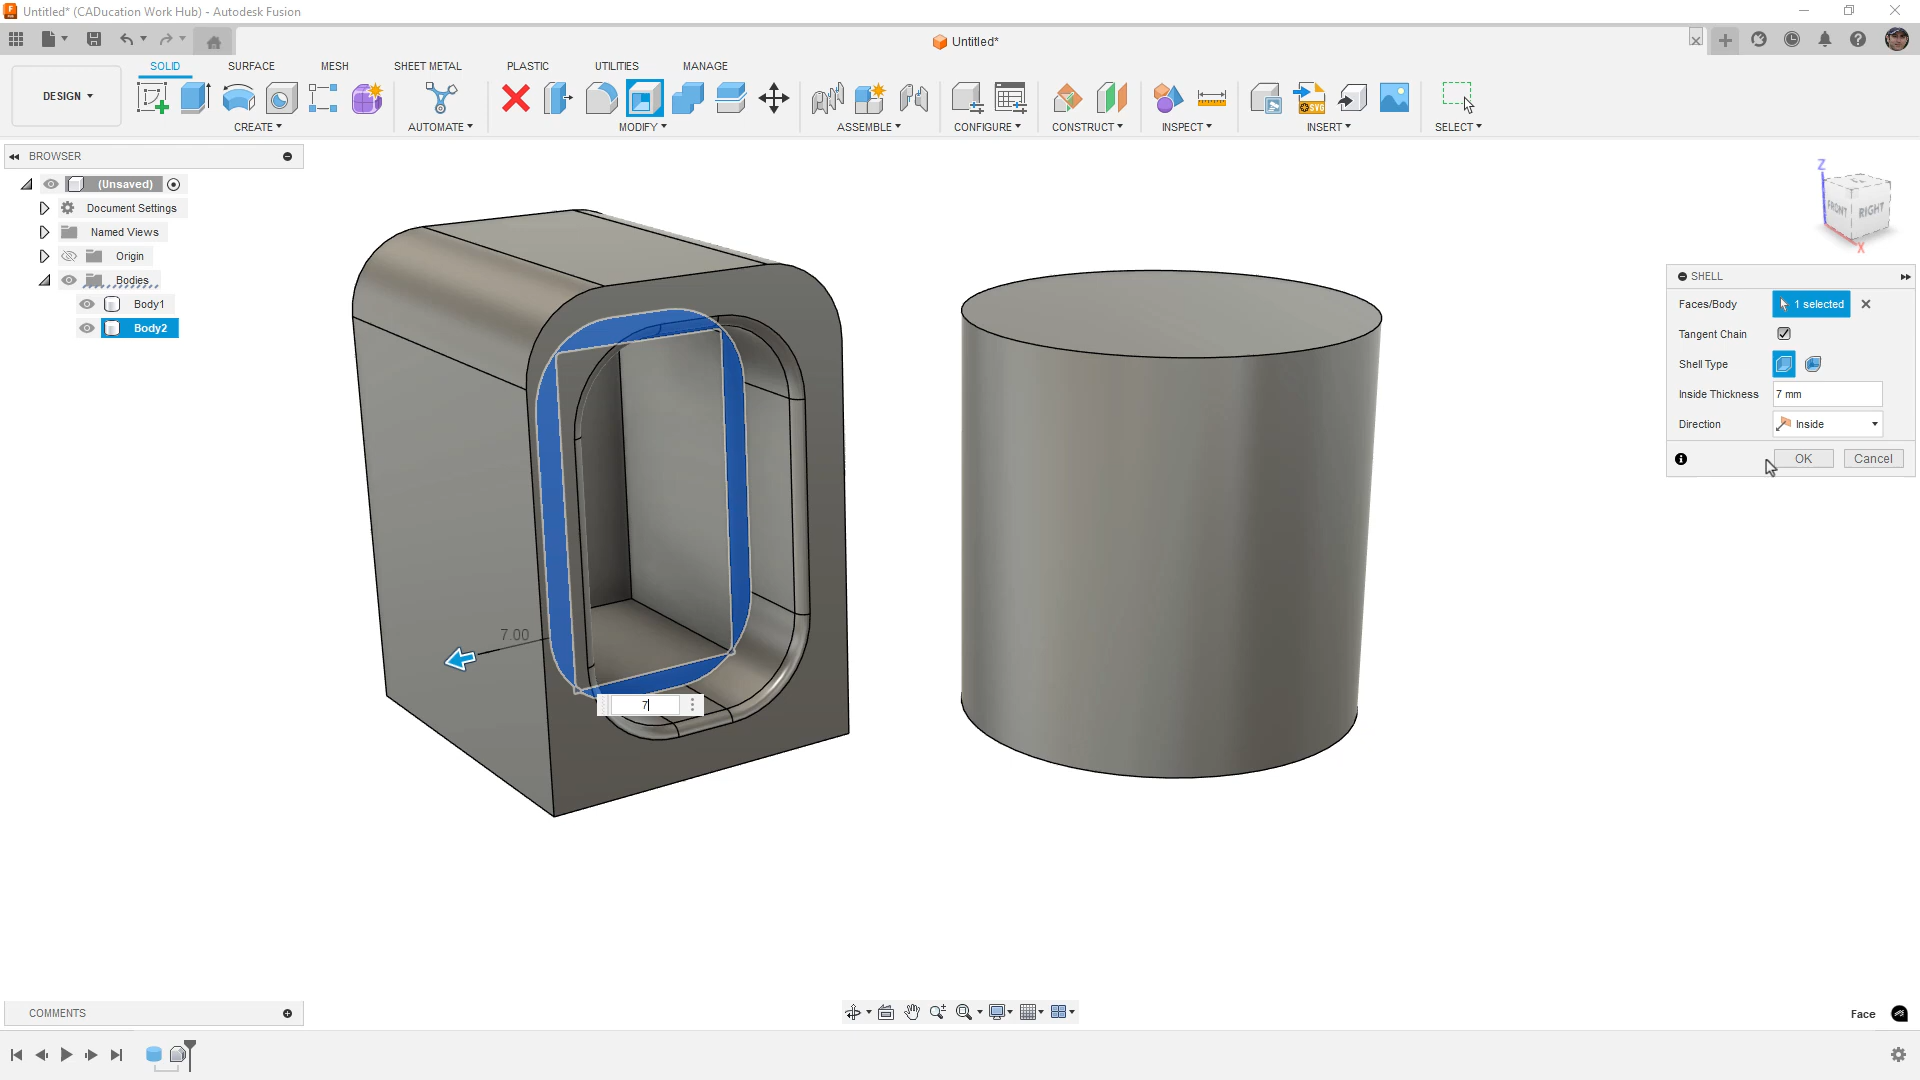 Untitled* (CADucation Work Hub) - Autodesk Fusion
Untitled*
DESIGN
SOLID
SURFACE
MESH
SHEET METAL
PLASTIC
UTILITIES
MANAGE
SVG
CREATE
AUTOMATE
MODIFY
ASSEMBLE
CONFIGURE
CONSTRUCT
INSPECT
INSERT
SELECT
BROWSER
(Unsaved)
Document Settings
Named Views
Origin
Bodies
Body1
Body2
Z
FRONT
RIGHT
X
SHELL
Faces/Body
1 selected
Tangent Chain
Shell Type
Inside Thickness
7 mm
Direction
Inside
OK
Cancel
7.00
7
COMMENTS
Face